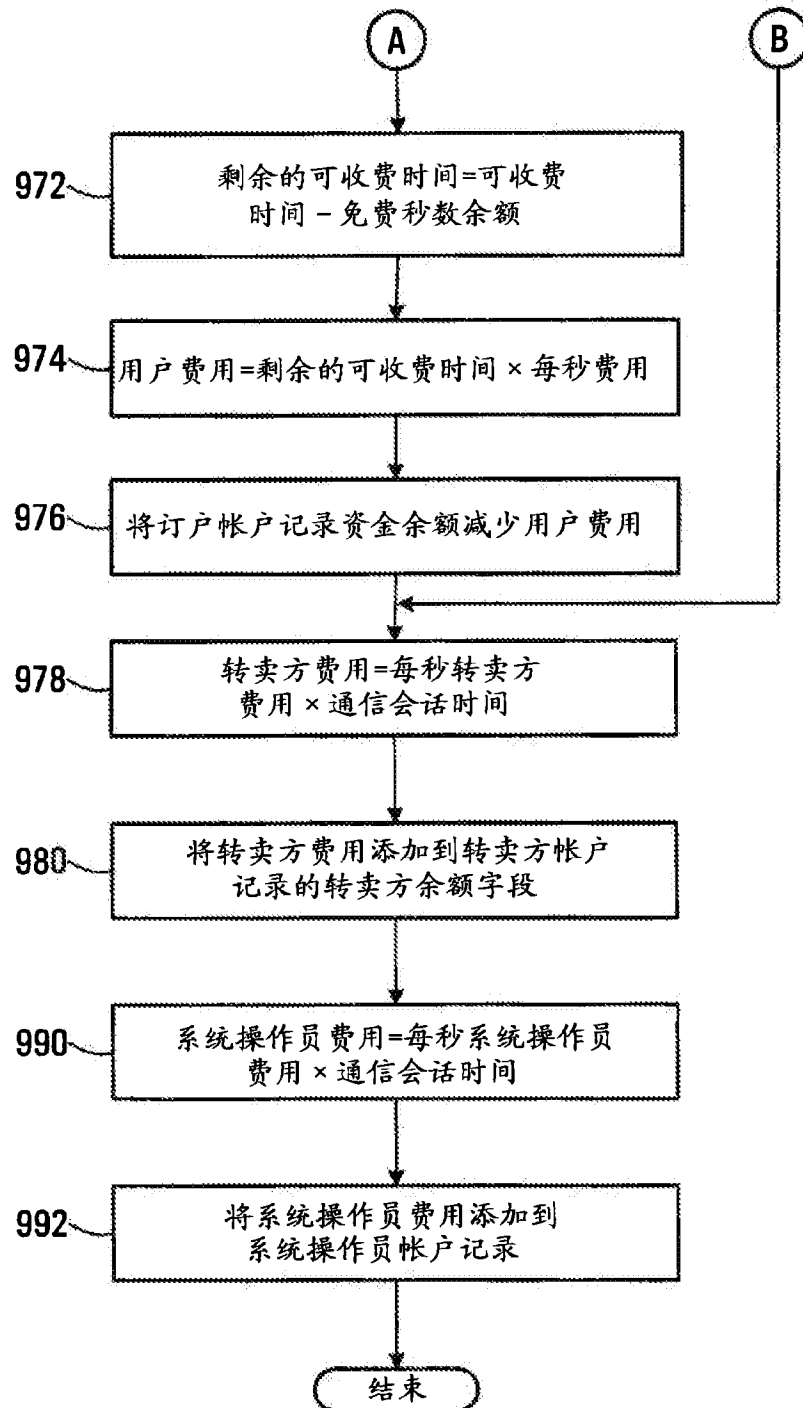 A
B
972
剩余的可收费时间=可收费
时间-免费秒数余额
974
用户费用=剩余的可收费时间×每秒费用
976
将订户帐户记录资金余额减少用户费用
978
转卖方费用=每秒转卖方
费用×通信会话时间
980
将转卖方费用添加到转卖方帐户
记录的转卖方余额字段
990
系统操作员费用=每秒系统操作员
费用×通信会话时间
992
将系统操作员费用添加到
系统操作员帐户记录
结束